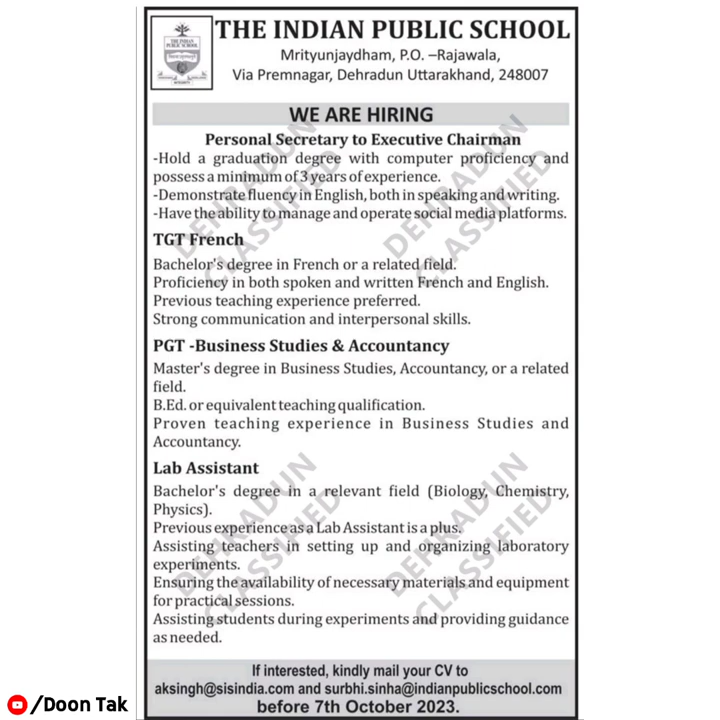 THE INDIAN PUBLIC SCHOOL
Mrityunjaydham, P.O. –Rajawala,
Via Premnagar, Dehradun Uttarakhand, 248007
WE ARE HIRING
Personal Secretary to Executive Chairman
-Hold a graduation degree with computer proficiency and
possess a minimum of 3 years of experience.
-Demonstrate fluency in English, both in speaking and writing.
-Have the ability to manage and operate social media platforms.
TGT French
Bachelor's degree in French or a related field.
Proficiency in both spoken and written French and English.
Previous teaching experience preferred.
Strong communication and interpersonal skills.
PGT -Business Studies & Accountancy
Master's degree in Business Studies, Accountancy, or a related
field.
B.Ed. or equivalent teaching qualification.
Proven teaching experience in Business Studies and
Accountancy.
Lab Assistant
Bachelor's degree in a relevant field (Biology, Chemistry,
Physics).
Previous experience as a Lab Assistant is a plus.
Assisting teachers in setting up and organizing laboratory
experiments.
Ensuring the availability of necessary materials and equipment
for practical sessions.
Assisting students during experiments and providing guidance
as needed.
If interested, kindly mail your CV to
aksingh@sisindia.com and surbhi.sinha@indianpublicschool.com
before 7th October 2023.
DEHRADUN
CLASSIFIED
DEHRADUN
CLASSIFIED
DEHRADUN
CLASSIFIED
DEHRADUN
CLASSIFIED
/Doon Tak